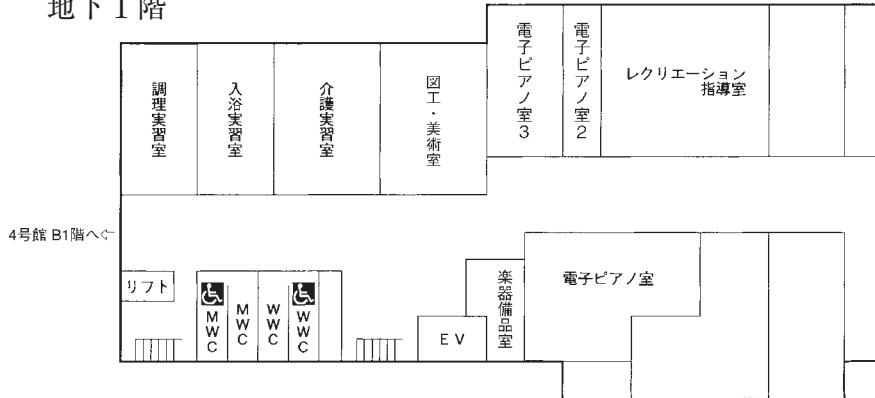 地下1階
調理実習室
入浴実習室
介護実習室
図工・美術室
電子ピアノ室3
電子ピアノ室2
レクリエーション
指導室
4号館 B1階へ⇦
リフト
MWC
MWC
WWC
WWC
EV
楽器備品室
電子ピアノ室